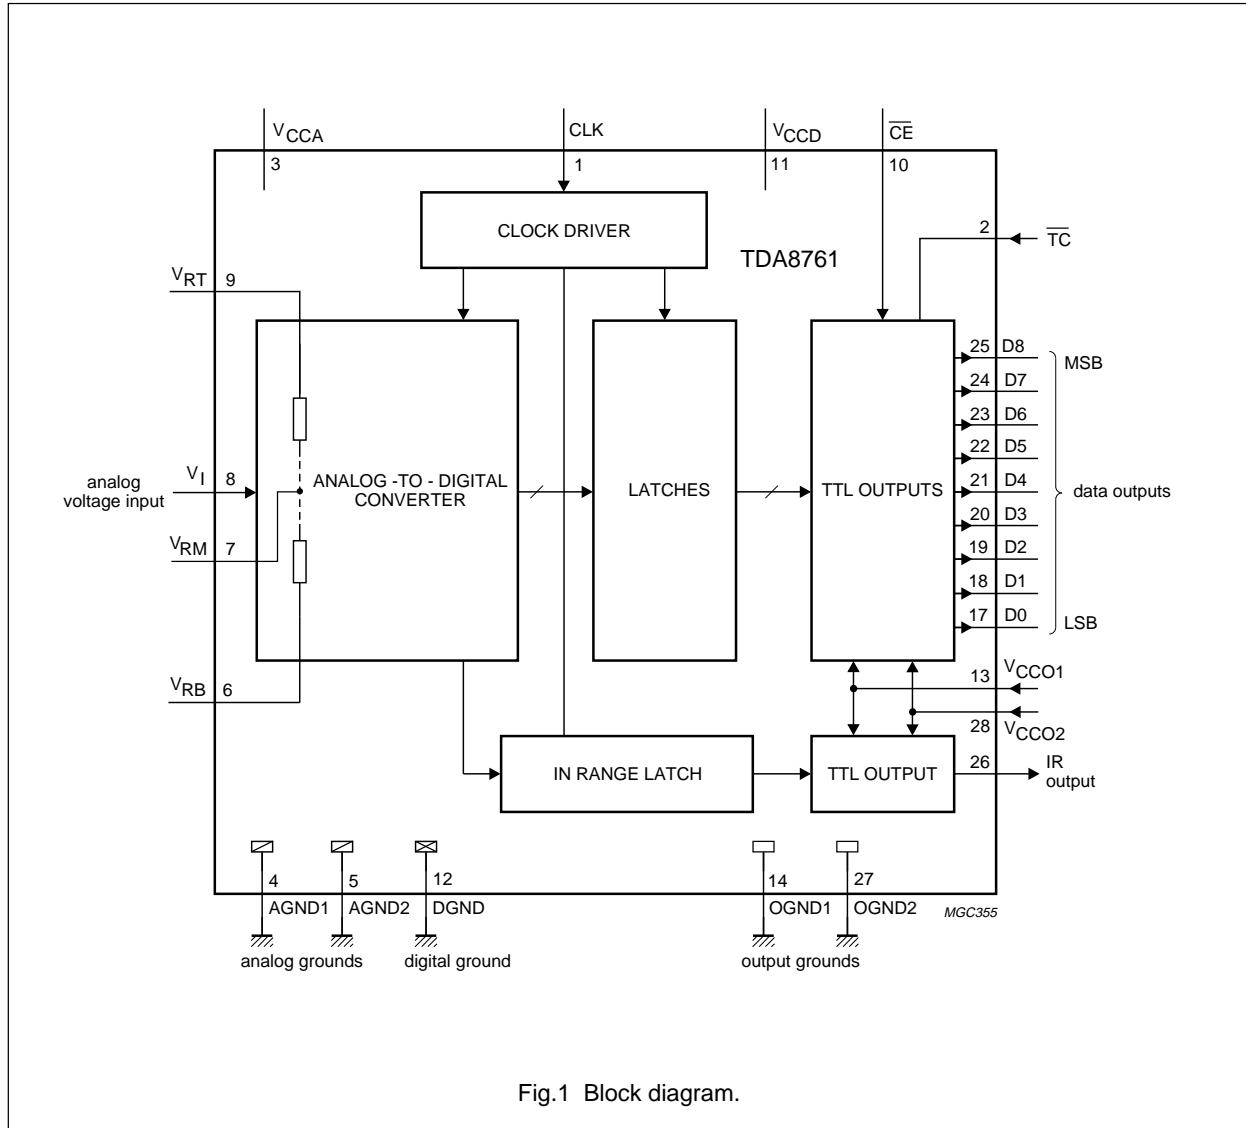 VCCA
CLK
VCCD
CE
3
1
11
10
CLOCK DRIVER
TDA8761
2
TC
VRT
9
25
D8
MSB
24
D7
23
D6
22
D5
VI
8
analog
voltage input
ANALOG -TO - DIGITAL
CONVERTER
LATCHES
TTL OUTPUTS
21
D4
data outputs
20
D3
VRM
7
19
D2
18
D1
17
D0
LSB
VRB
6
13
VCCO1
28
VCCO2
IN RANGE LATCH
TTL OUTPUT
26
IR
output
4
5
12
14
27
AGND1
AGND2
DGND
OGND1
OGND2
MGC355
analog grounds
digital ground
output grounds
Fig.1 Block diagram.